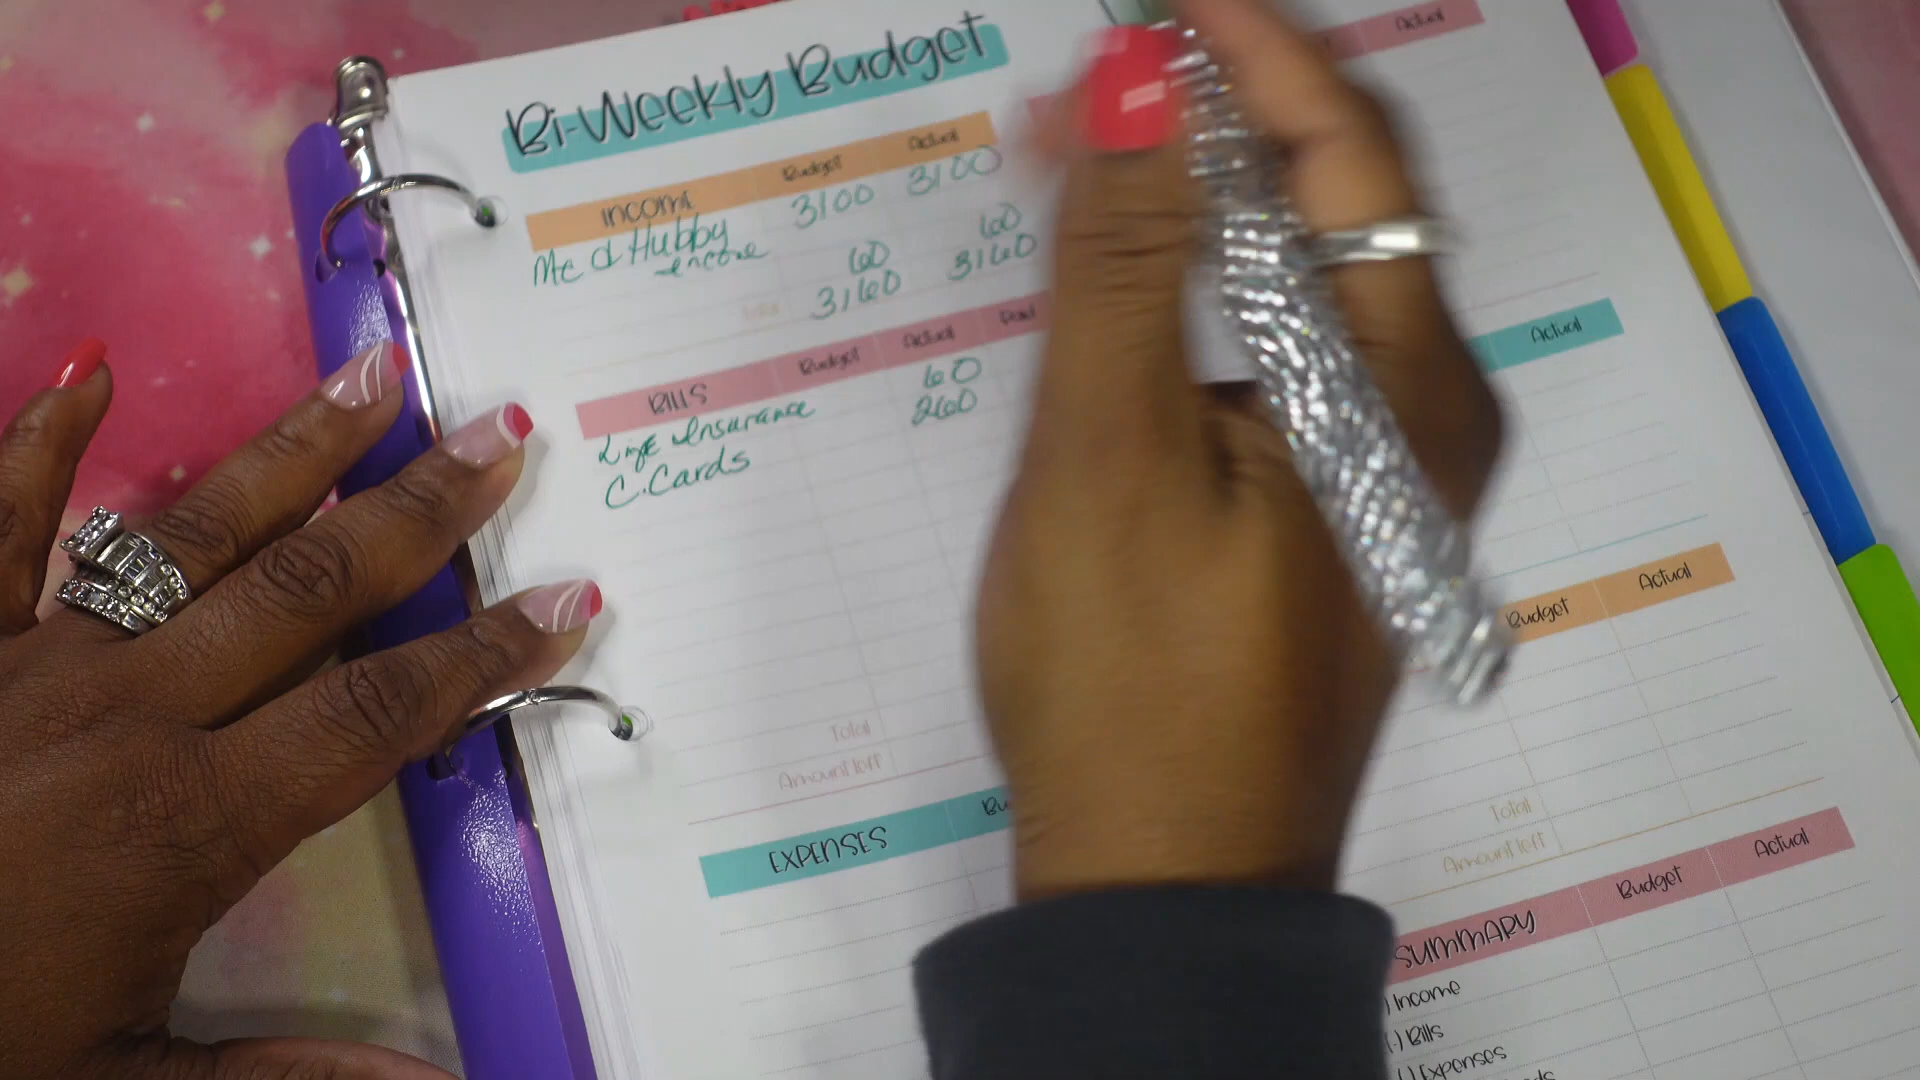 Bi-Weekly Budget
Actual
INCOME Budget Actual
Me & Hubby 3100 3100
income 60 60
Total 3160 3160
BILLS Budget Actual Paid
Life Insurance 60
C.Cards 260
Actual
Budget Actual
Total
Amount left
Total
Amount left
EXPENSES
SUMMARY Budget Actual
Income
(-) Bills
(-) Expenses